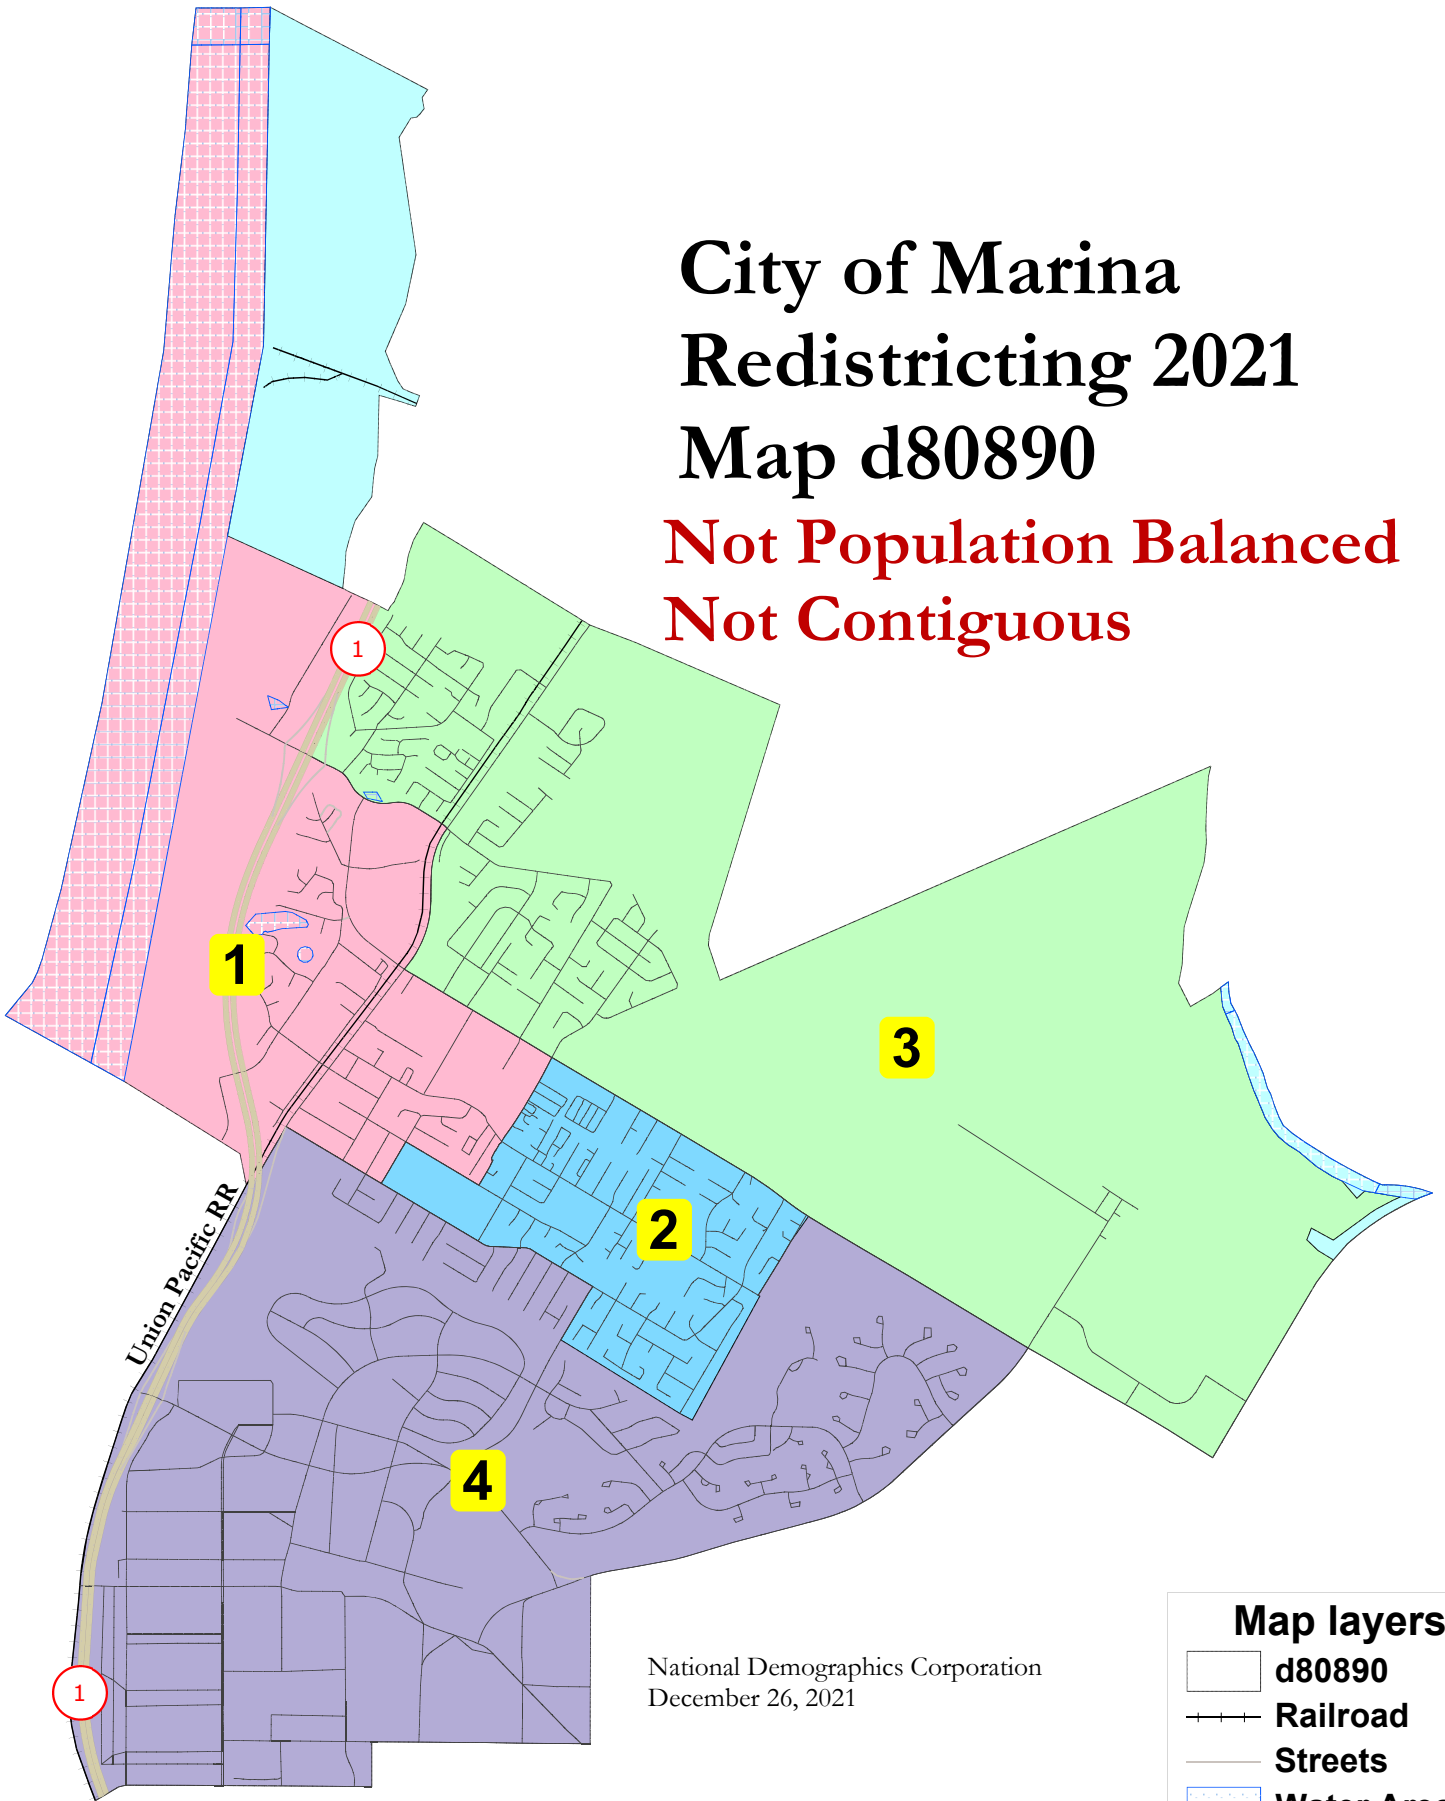 City of Marina
Redistricting 2021
Map d80890
Not Population Balanced
Not Contiguous
1
1
3
2
Union Pacific RR
4
1
National Demographics Corporation
December 26, 2021
Map layers
d80890
Railroad
Streets